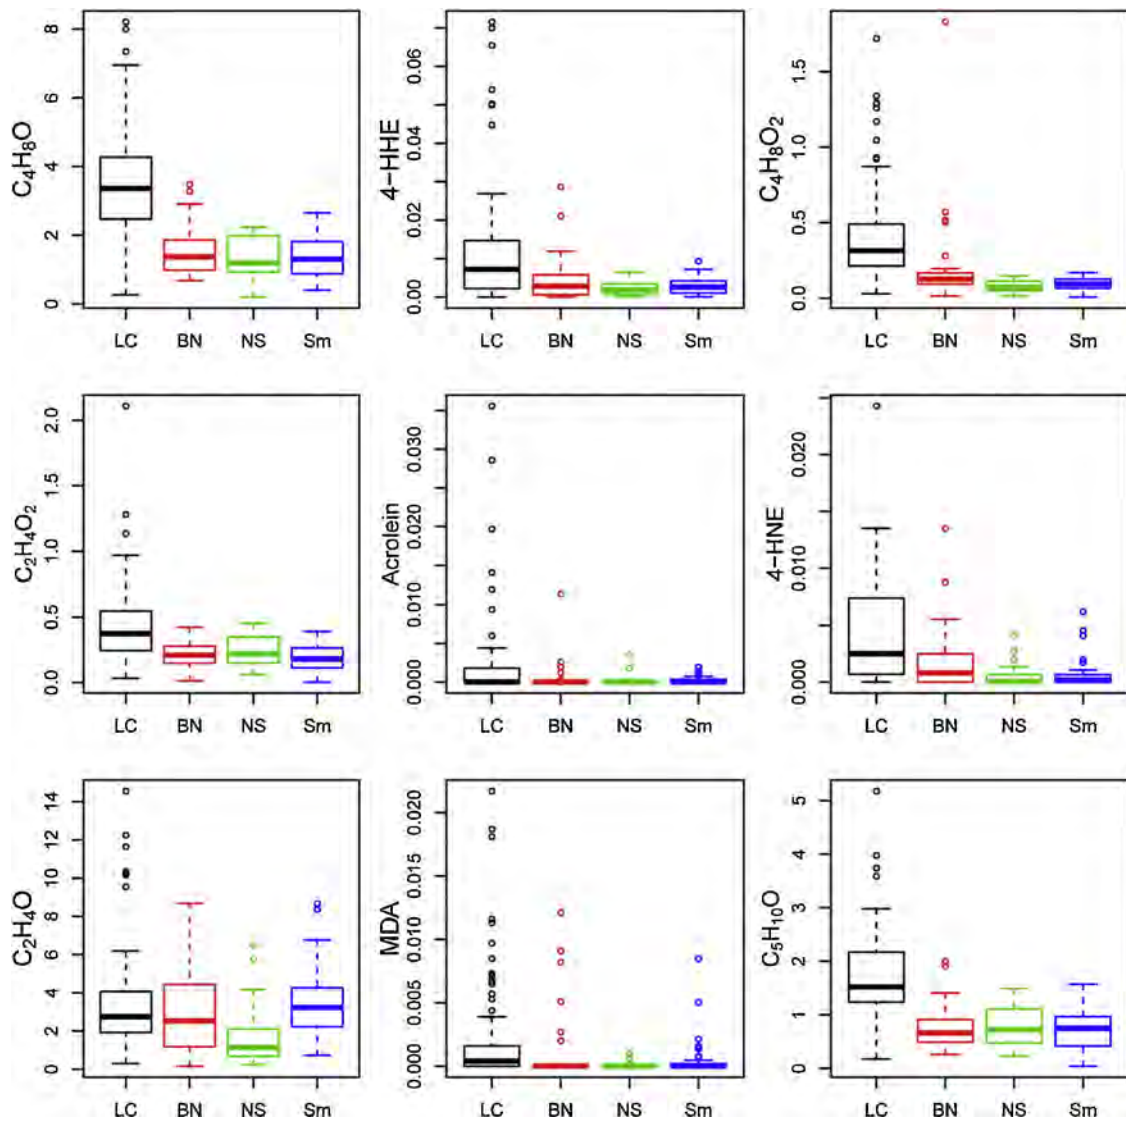 C₄H₈O
8
6
4
2
0
LC BN NS Sm
4−HHE
0.06
0.04
0.02
0.00
LC BN NS Sm
C₄H₈O₂
1.5
1.0
0.5
0.0
LC BN NS Sm
C₂H₄O₂
2.0
1.5
1.0
0.5
0.0
LC BN NS Sm
Acrolein
0.030
0.020
0.010
0.000
LC BN NS Sm
4−HNE
0.020
0.010
0.000
LC BN NS Sm
C₂H₄O
14
12
10
8
6
4
2
0
LC BN NS Sm
MDA
0.020
0.015
0.010
0.005
0.000
LC BN NS Sm
C₅H₁₀O
5
4
3
2
1
0
LC BN NS Sm